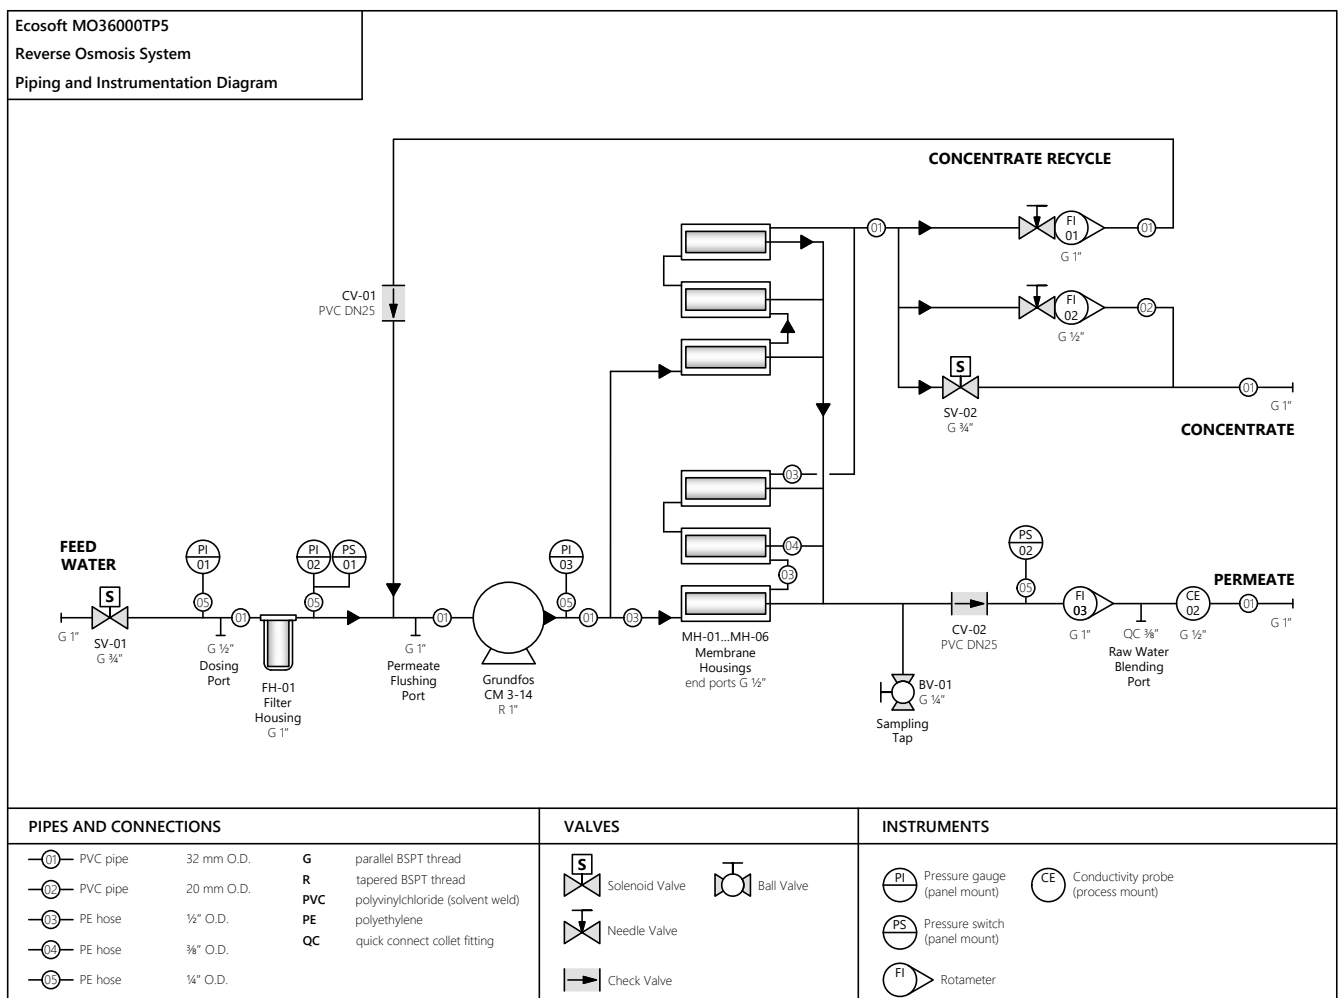 Ecosoft MO36000TP5
Reverse Osmosis System
Piping and Instrumentation Diagram
CONCENTRATE RECYCLE
01
FI
01
01
G 1"
CV-01
PVC DN25
FI
02
02
G ½"
S
SV-02
G ¾"
01
G 1"
CONCENTRATE
03
04
03
FEED
WATER
G 1"
S
SV-01
G ¾"
PI
01
05
01
G ½"
Dosing
Port
PI
02
PS
01
05
FH-01
Filter
Housing
G 1"
G 1"
Permeate
Flushing
Port
01
Grundfos
CM 3-14
R 1"
PI
03
05
01
03
MH-01...MH-06
Membrane
Housings
end ports G ½"
BV-01
G ¼"
Sampling
Tap
CV-02
PVC DN25
PS
02
05
FI
03
G 1"
QC ⅜"
Raw Water
Blending
Port
CE
02
G ½"
PERMEATE
01
G 1"
PIPES AND CONNECTIONS
01 PVC pipe 32 mm O.D.
02 PVC pipe 20 mm O.D.
03 PE hose ½" O.D.
04 PE hose ⅜" O.D.
05 PE hose ¼" O.D.
G parallel BSPT thread
R tapered BSPT thread
PVC polyvinylchloride (solvent weld)
PE polyethylene
QC quick connect collet fitting
VALVES
S
Solenoid Valve
Ball Valve
Needle Valve
Check Valve
INSTRUMENTS
PI
Pressure gauge
(panel mount)
CE
Conductivity probe
(process mount)
PS
Pressure switch
(panel mount)
FI
Rotameter